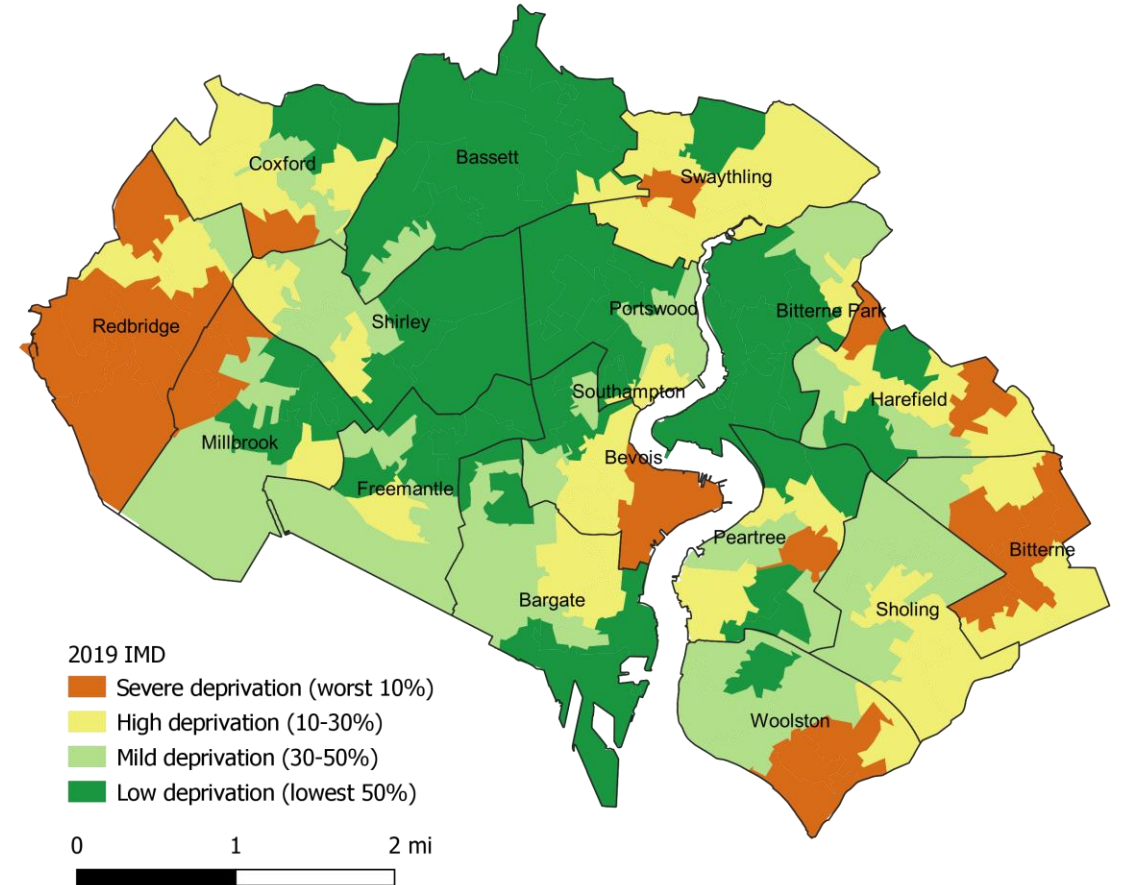 Bassett
Coxford
Swaythling
Redbridge
Shirley
Portswood
Bitterne Park
Southampton
Harefield
Millbrook
Bevois
Freemantle
Peartree
Bitterne
Bargate
Sholing
Woolston
2019 IMD
Severe deprivation (worst 10%)
High deprivation (10-30%)
Mild deprivation (30-50%)
Low deprivation (lowest 50%)
0 1 2 mi